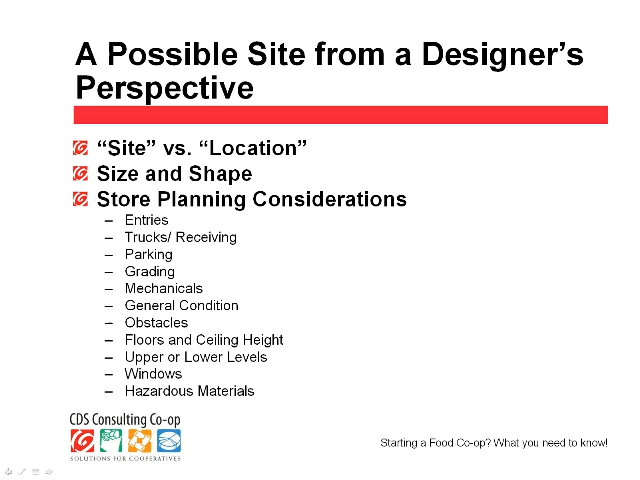 A Possible Site from a Designer’s
Perspective
“Site” vs. “Location”
Size and Shape
Store Planning Considerations
– Entries
– Trucks/ Receiving
– Parking
– Grading
– Mechanicals
– General Condition
– Obstacles
– Floors and Ceiling Height
– Upper or Lower Levels
– Windows
– Hazardous Materials
CDS Consulting Co-op
SOLUTIONS FOR COOPERATIVES
Starting a Food Co-op? What you need to know!